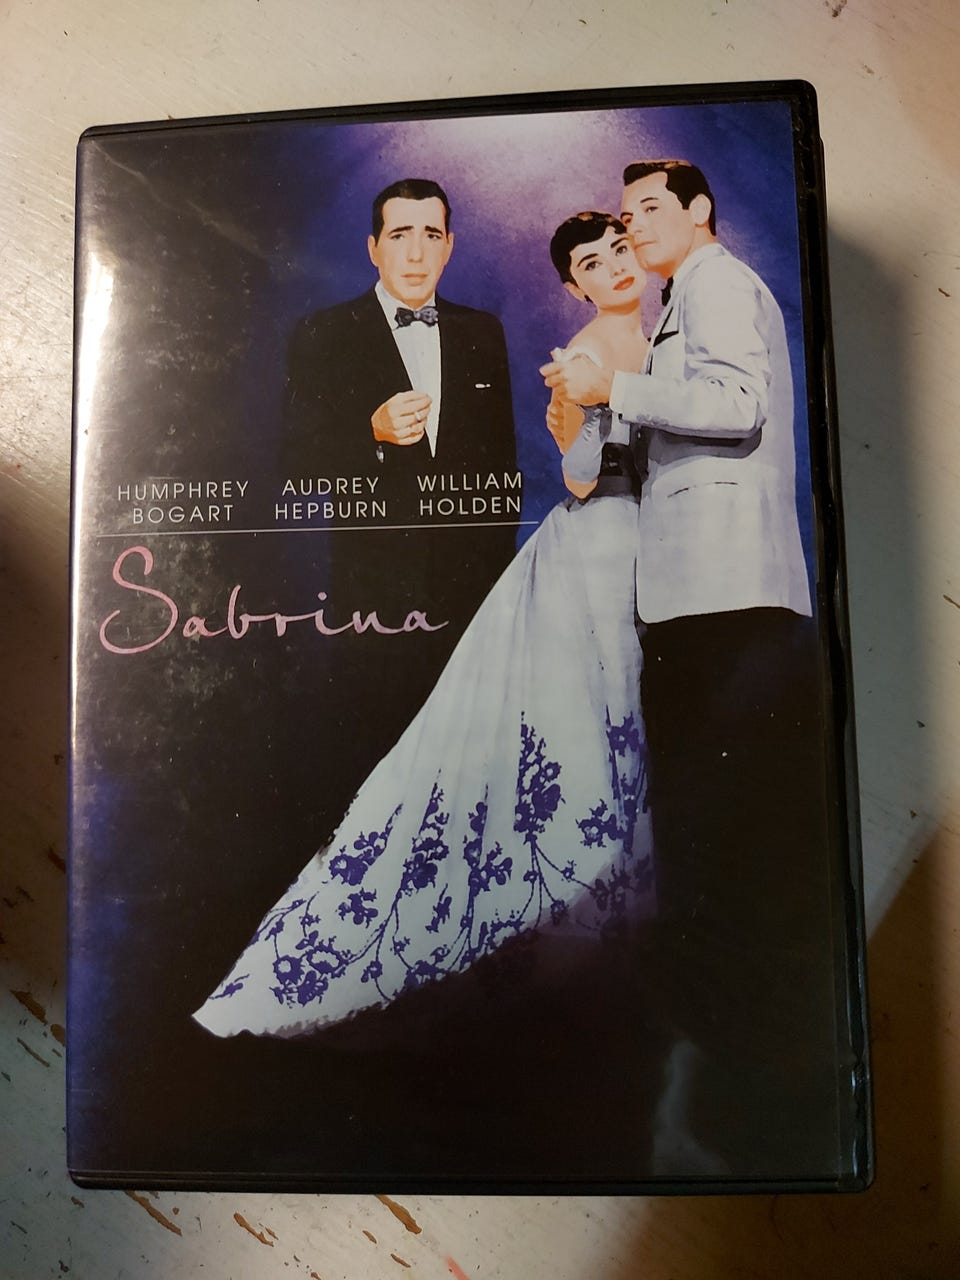 HUMPHREY AUDREY WILLIAM
BOGART HEPBURN HOLDEN
Sabrina